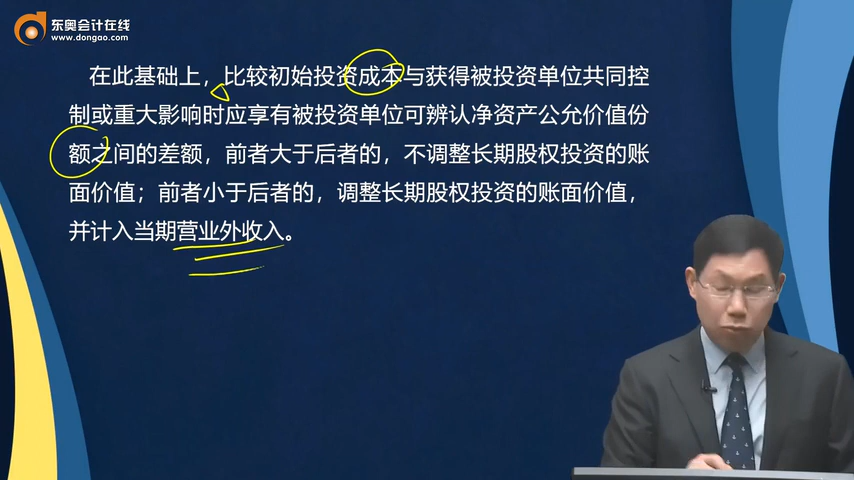 东奥会计在线
www.dongao.com
在此基础上，比较初始投资成本与获得被投资单位共同控
制或重大影响时应享有被投资单位可辨认净资产公允价值份
额之间的差额，前者大于后者的，不调整长期股权投资的账
面价值；前者小于后者的，调整长期股权投资的账面价值，
并计入当期营业外收入。